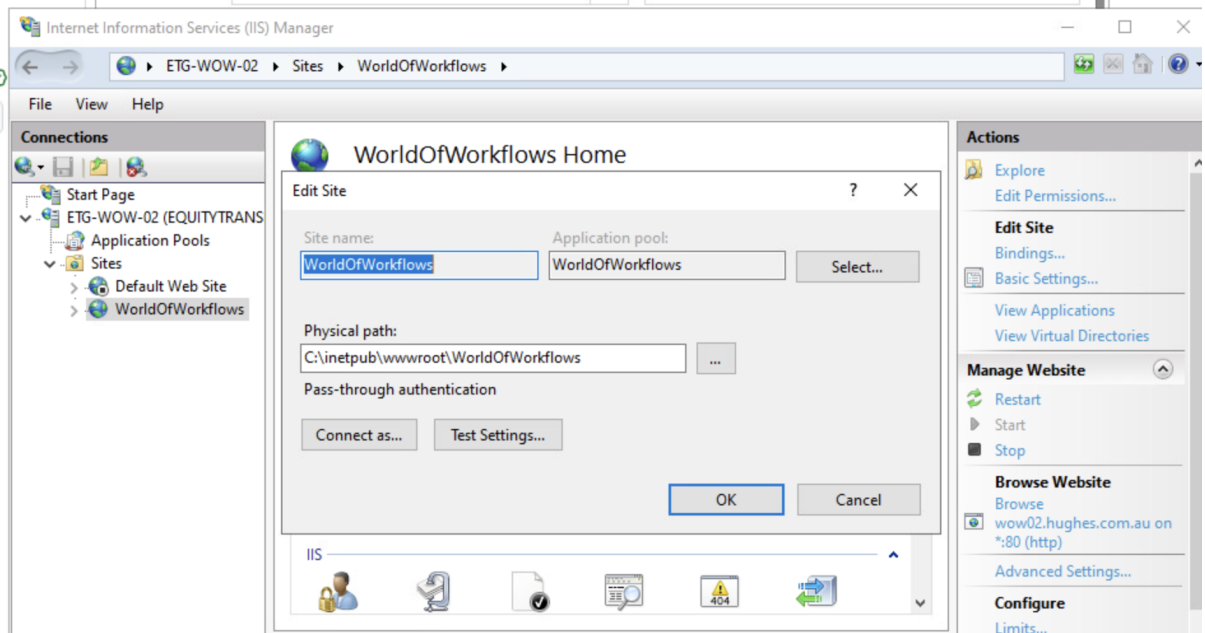 Internet Information Services (IIS) Manager
ETG-WOW-02 Sites WorldOfWorkflows
File View Help
Connections
Start Page
ETG-WOW-02 (EQUITYTRANS
Application Pools
Sites
Default Web Site
WorldOfWorkflows
WorldOfWorkflows Home
Edit Site
?
Site name:
Application pool:
WorldOfWorkflows
WorldOfWorkflows
Select...
Physical path:
C:\inetpub\wwwroot\WorldOfWorkflows
...
Pass-through authentication
Connect as...
Test Settings...
OK
Cancel
IIS
404
Actions
Explore
Edit Permissions...
Edit Site
Bindings...
Basic Settings...
View Applications
View Virtual Directories
Manage Website
Restart
Start
Stop
Browse Website
Browse
wow02.hughes.com.au on
*:80 (http)
Advanced Settings...
Configure
Limits...